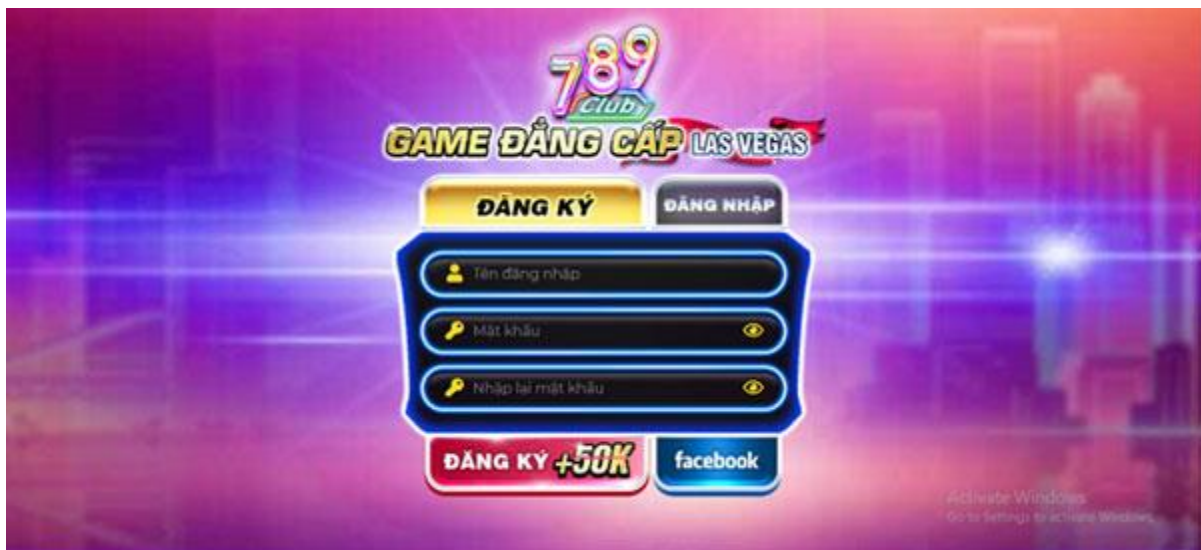 789
Club
GAME ĐẲNG CẤP LAS VEGAS
ĐĂNG KÝ ĐĂNG NHẬP
Tên đăng nhập
Mật khẩu
Nhập lại mật khẩu
ĐĂNG KÝ +50K facebook
Activate Windows
Go to Settings to activate Windows.